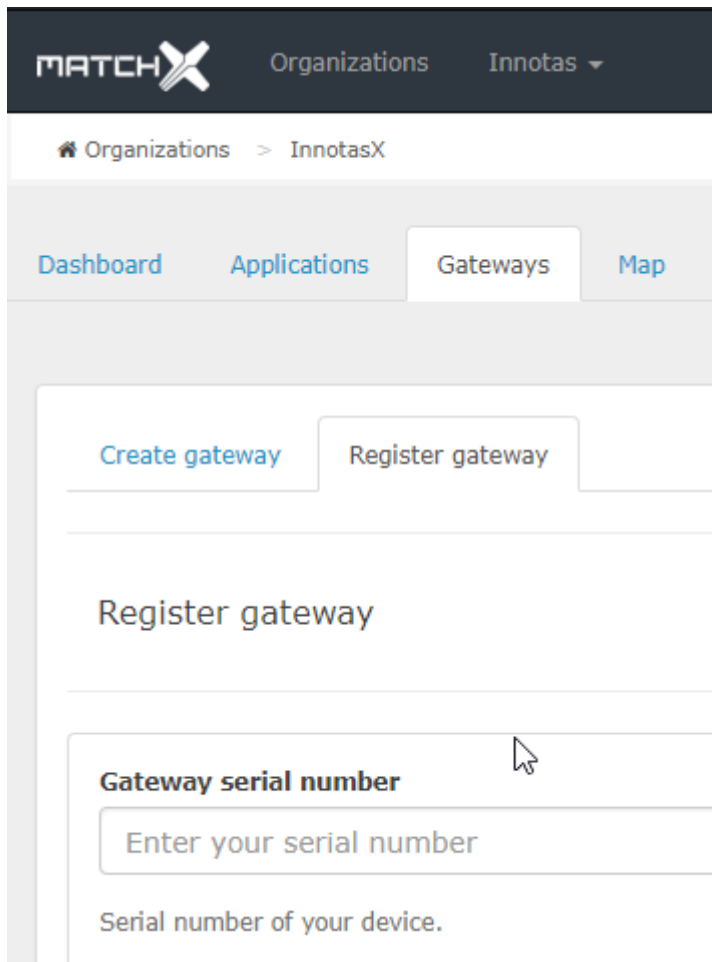 MATCHX Organizations Innotas
Organizations > InnotasX
Dashboard Applications Gateways Map
Create gateway Register gateway
Register gateway
Gateway serial number
Enter your serial number
Serial number of your device.